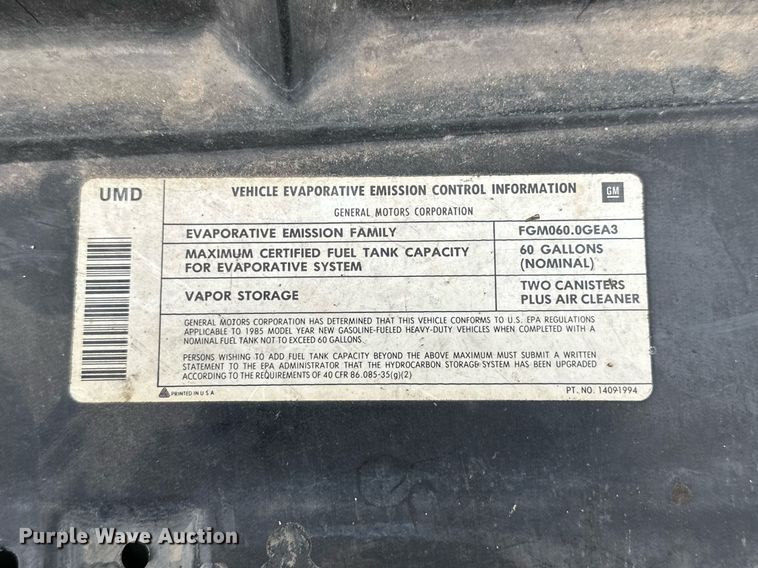 UMD
VEHICLE EVAPORATIVE EMISSION CONTROL INFORMATION
GM
GENERAL MOTORS CORPORATION
EVAPORATIVE EMISSION FAMILY FGM060.0GEA3
MAXIMUM CERTIFIED FUEL TANK CAPACITY 60 GALLONS
FOR EVAPORATIVE SYSTEM (NOMINAL)
VAPOR STORAGE TWO CANISTERS
PLUS AIR CLEANER
GENERAL MOTORS CORPORATION HAS DETERMINED THAT THIS VEHICLE CONFORMS TO U.S. EPA REGULATIONS
APPLICABLE TO 1985 MODEL YEAR NEW GASOLINE-FUELED HEAVY-DUTY VEHICLES WHEN COMPLETED WITH A
NOMINAL FUEL TANK NOT TO EXCEED 60 GALLONS.
PERSONS WISHING TO ADD FUEL TANK CAPACITY BEYOND THE ABOVE MAXIMUM MUST SUBMIT A WRITTEN
STATEMENT TO THE EPA ADMINISTRATOR THAT THE HYDROCARBON STORAGE SYSTEM HAS BEEN UPGRADED
ACCORDING TO THE REQUIREMENTS OF 40 CFR 86.085-35(g)(2)
PRINTED IN U S A PT. NO. 14091994
Purple Wave Auction